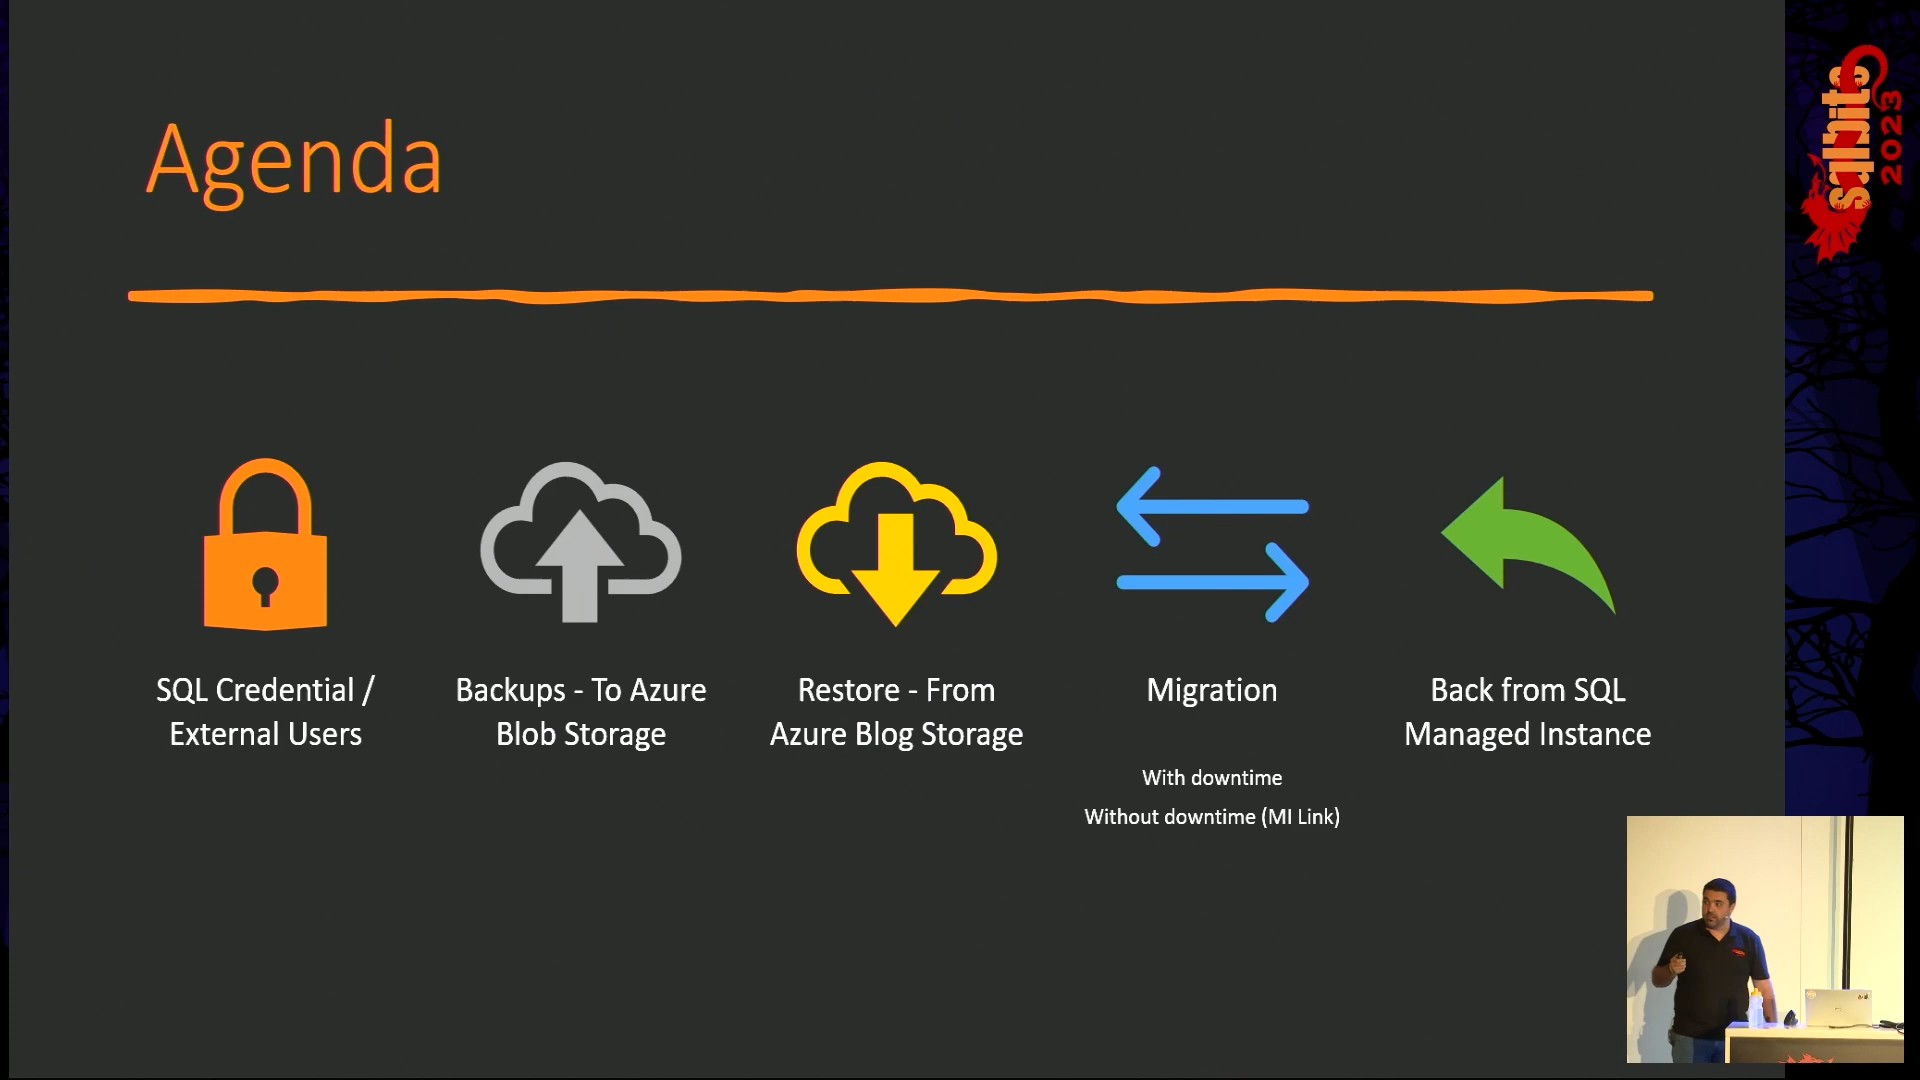 Agenda
SQL Credential /
External Users
Backups - To Azure
Blob Storage
Restore - From
Azure Blog Storage
Migration
With downtime
Without downtime (MI Link)
Back from SQL
Managed Instance
sqlbits
2023